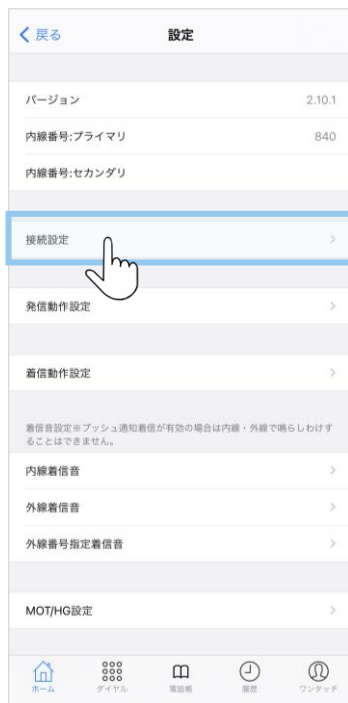 戻る
設定
バージョン 2.10.1
内線番号:プライマリ 840
内線番号:セカンダリ
接続設定
発信動作設定
着信動作設定
着信音設定※プッシュ通知着信が有効の場合は内線・外線で鳴らしわけす
ることはできません。
内線着信音
外線着信音
外線番号指定着信音
MOT/HG設定
ホーム ダイヤル 電話帳 履歴 ワンタッチ